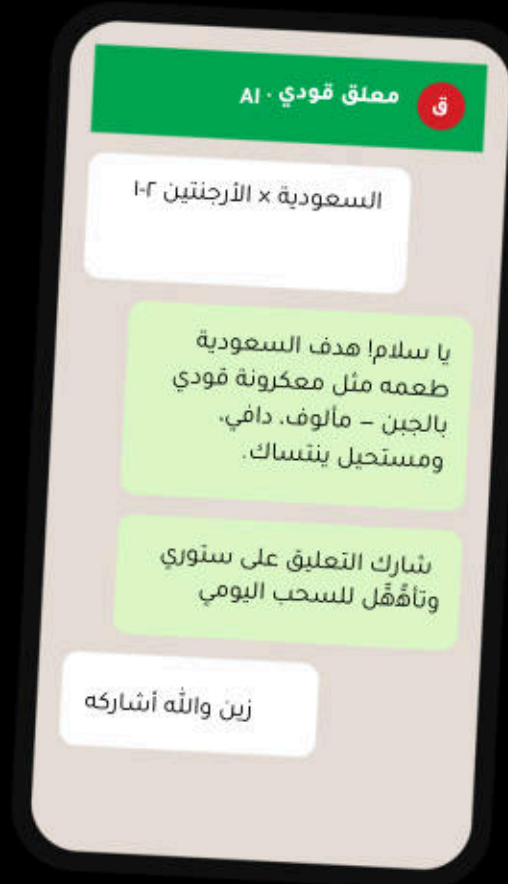 ق
معلق قودي · AI
السعودية × الأرجنتين ٢-١
يا سلام! هدف السعودية
طعمه مثل معكرونة قودي
بالجبن – مألوف، دافي،
ومستحيل ينتساك.
شارك التعليق على ستوري
وتأهَّهَّل للسحب اليومي
زين والله أشاركه